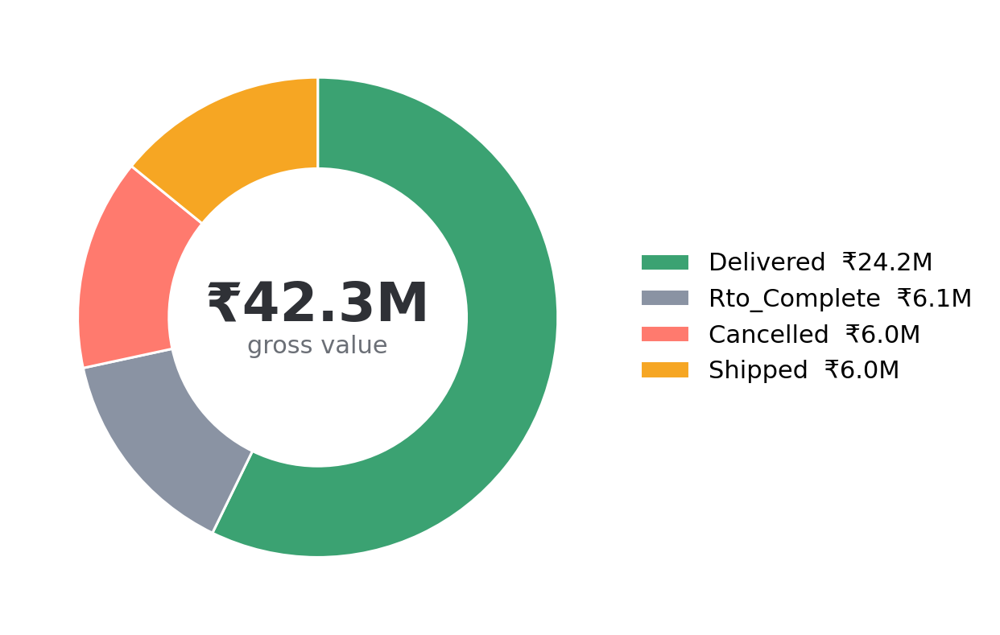 ₹42.3M
gross value
Delivered  ₹24.2M
Rto_Complete  ₹6.1M
Cancelled  ₹6.0M
Shipped  ₹6.0M